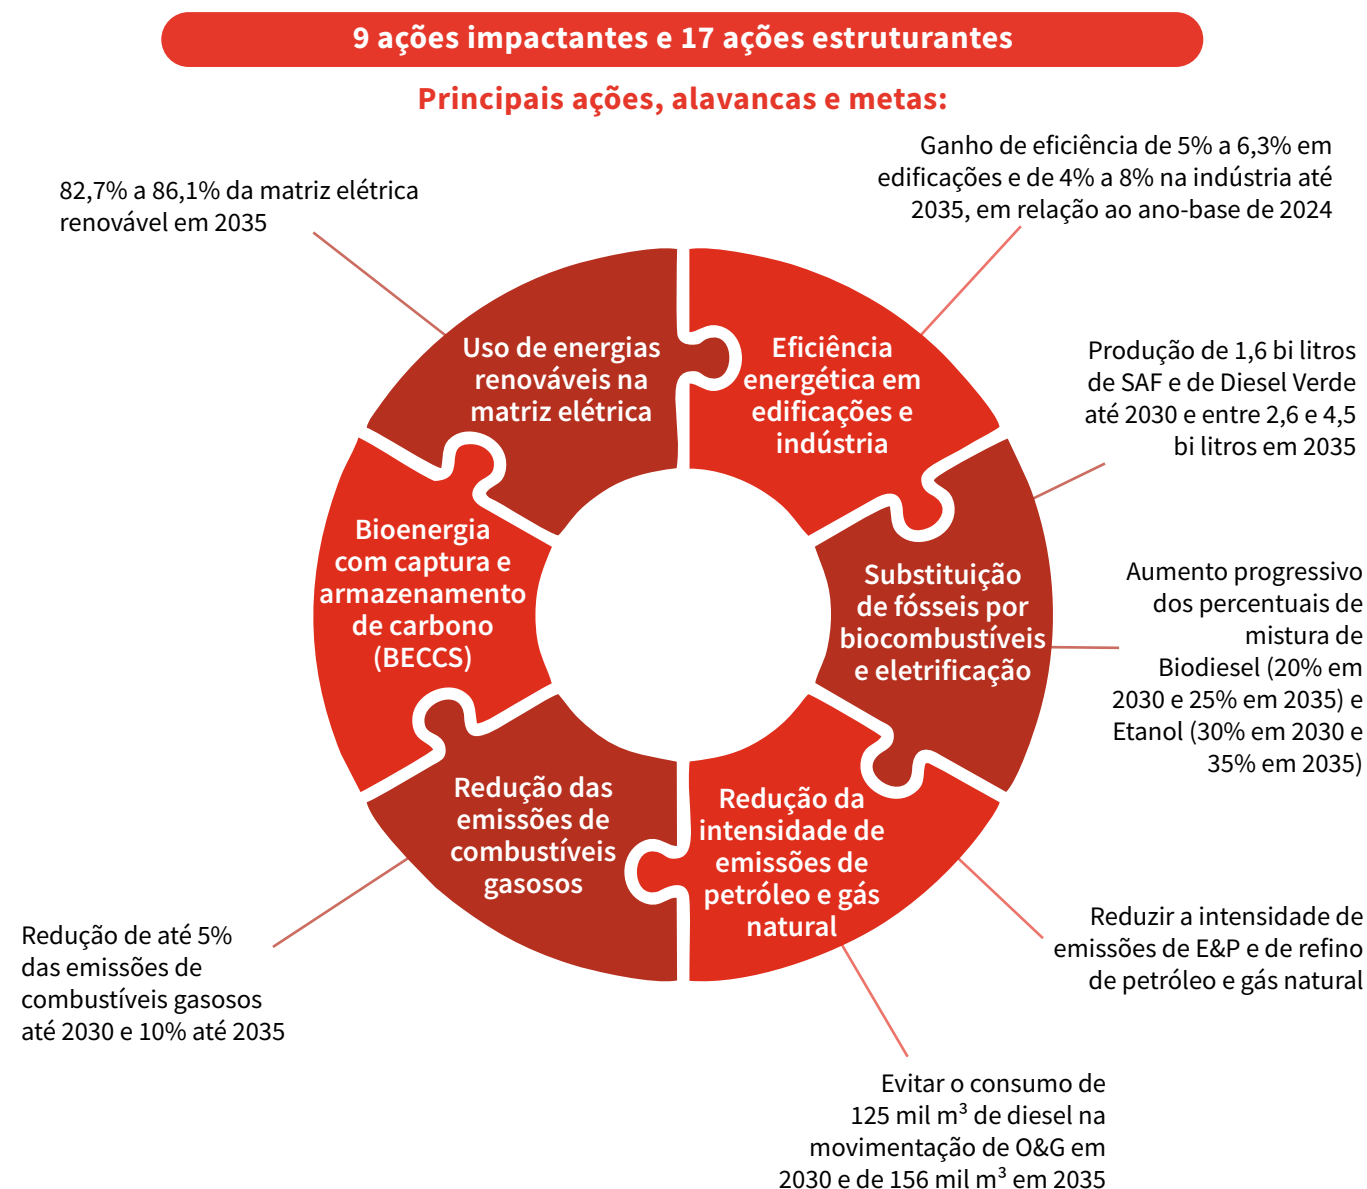 9 ações impactantes e 17 ações estruturantes
Principais ações, alavancas e metas:
82,7% a 86,1% da matriz elétrica
renovável em 2035
Ganho de eficiência de 5% a 6,3% em
edificações e de 4% a 8% na indústria até
2035, em relação ao ano-base de 2024
Uso de energias
renováveis na
matriz elétrica
Eficiência
energética em
edificações e
indústria
Produção de 1,6 bi litros
de SAF e de Diesel Verde
até 2030 e entre 2,6 e 4,5
bi litros em 2035
Bioenergia
com captura e
armazenamento
de carbono
(BECCS)
Substituição
de fósseis por
biocombustíveis
e eletrificação
Aumento progressivo
dos percentuais de
mistura de
Biodiesel (20% em
2030 e 25% em 2035) e
Etanol (30% em 2030 e
35% em 2035)
Redução das
emissões de
combustíveis
gasosos
Redução da
intensidade de
emissões de
petróleo e gás
natural
Redução de até 5%
das emissões de
combustíveis gasosos
até 2030 e 10% até 2035
Reduzir a intensidade de
emissões de E&P e de refino
de petróleo e gás natural
Evitar o consumo de
125 mil m³ de diesel na
movimentação de O&G em
2030 e de 156 mil m³ em 2035